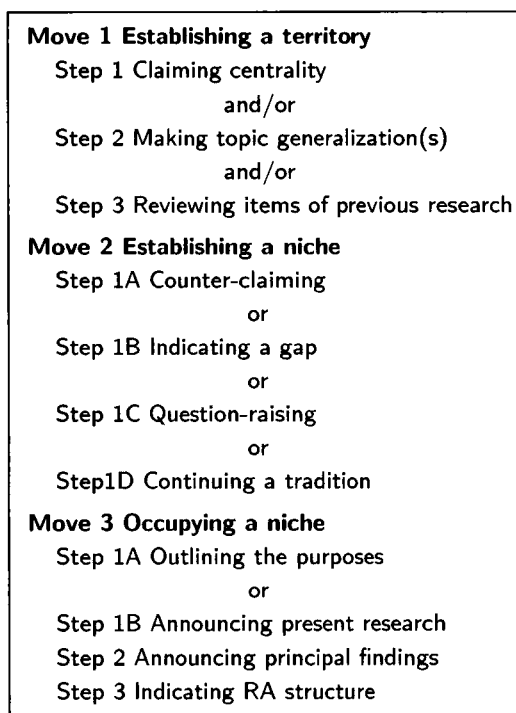 Move 1 Establishing a territory
Step 1 Claiming centrality
and/or
Step 2 Making topic generalization(s)
and/or
Step 3 Reviewing items of previous research
Move 2 Establishing a niche
Step 1A Counter-claiming
or
Step 1B Indicating a gap
or
Step 1C Question-raising
or
Step1D Continuing a tradition
Move 3 Occupying a niche
Step 1A Outlining the purposes
or
Step 1B Announcing present research
Step 2 Announcing principal findings
Step 3 Indicating RA structure